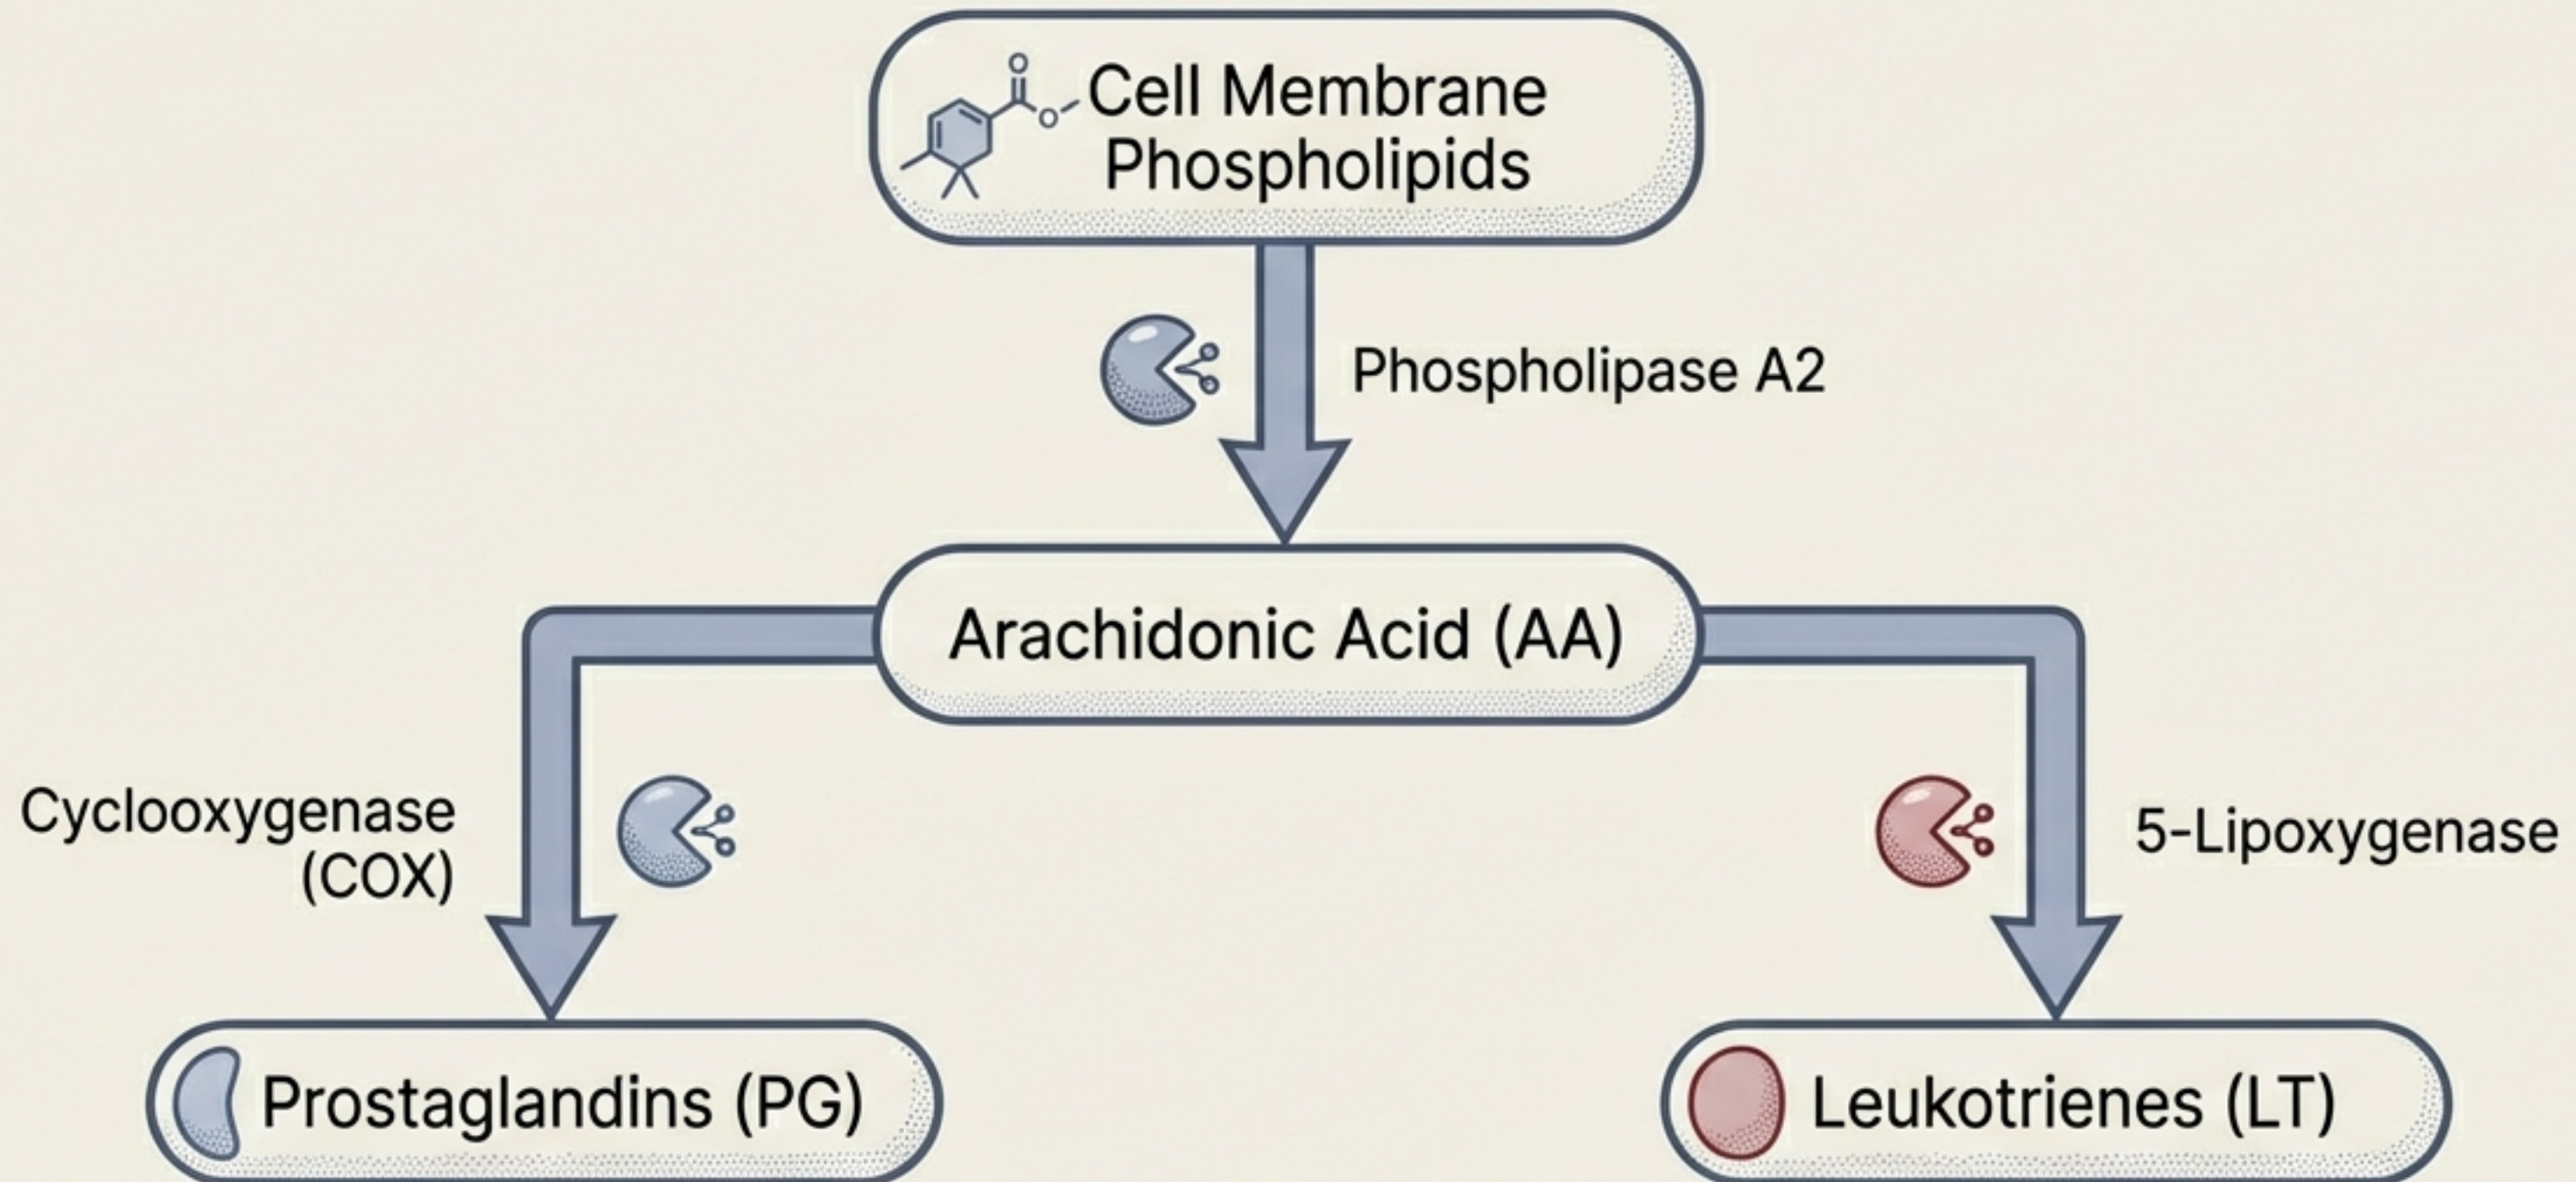 O
O
Cell Membrane
Phospholipids
Phospholipase A2
Arachidonic Acid (AA)
Cyclooxygenase
(COX)
5-Lipoxygenase
Prostaglandins (PG)
Leukotrienes (LT)